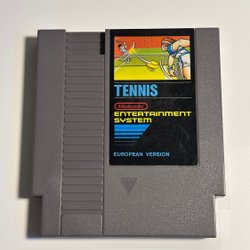 TENNIS
Nintendo
ENTERTAINMENT
SYSTEM
EUROPEAN VERSION